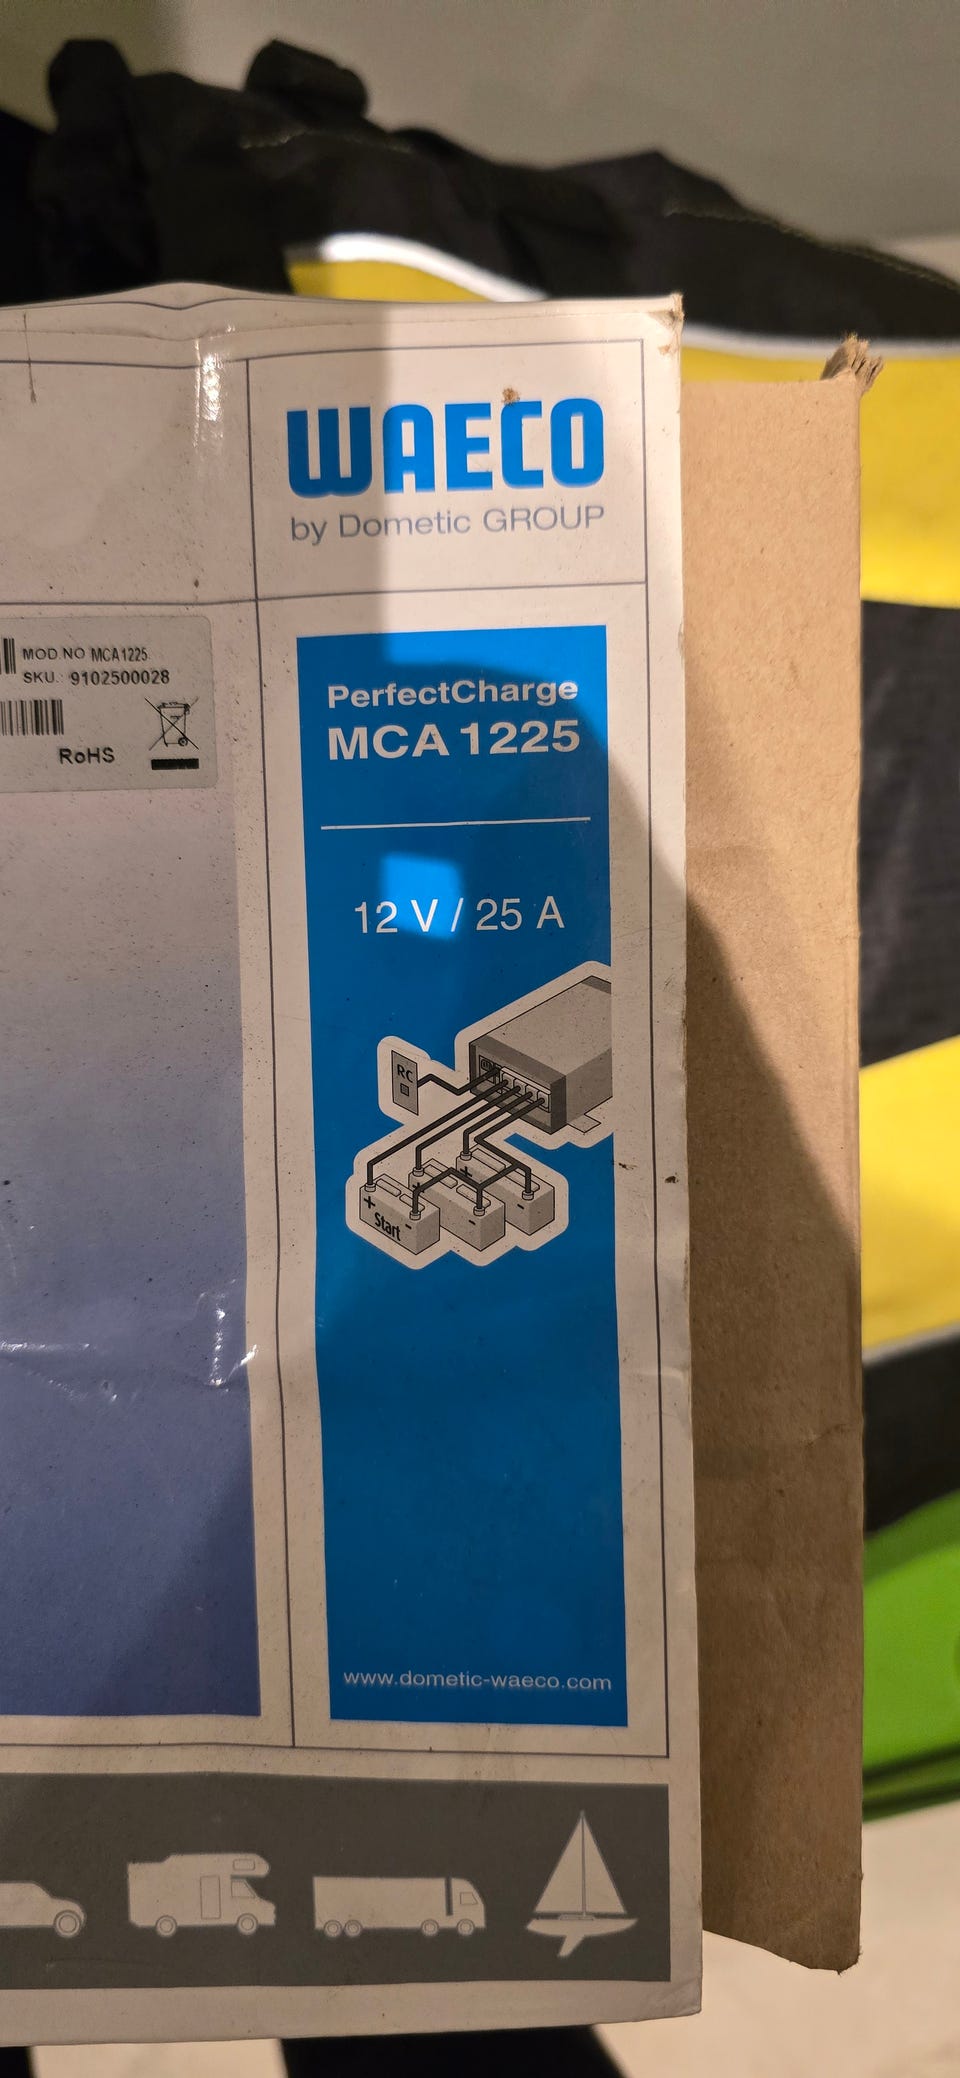 WAECO
by Dometic GROUP
MOD.NO MCA1225
SKU.: 9102500028
RoHS
PerfectCharge
MCA 1225
12 V / 25 A
RC
+
+
+
-
-
-
Start
www.dometic-waeco.com